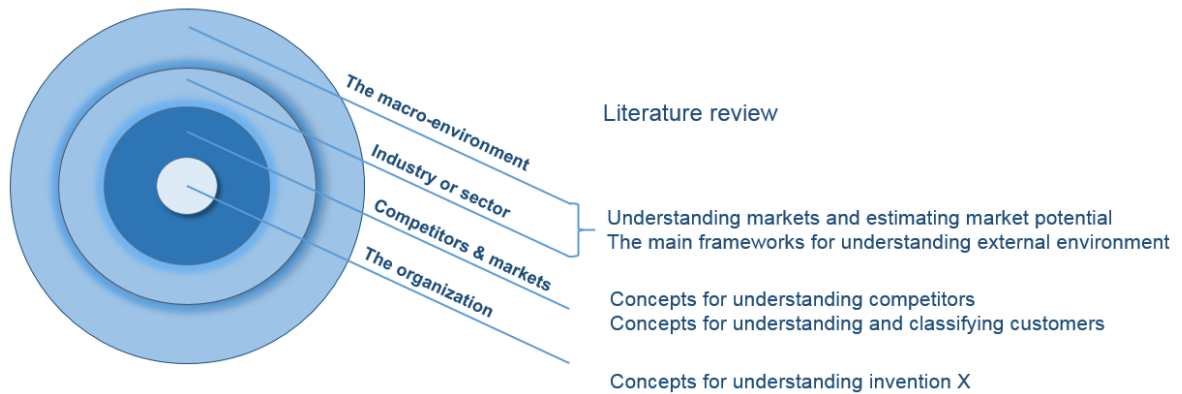 The macro-environment
Industry or sector
Competitors & markets
The organization
Literature review
Understanding markets and estimating market potential
The main frameworks for understanding external environment
Concepts for understanding competitors
Concepts for understanding and classifying customers
Concepts for understanding invention X